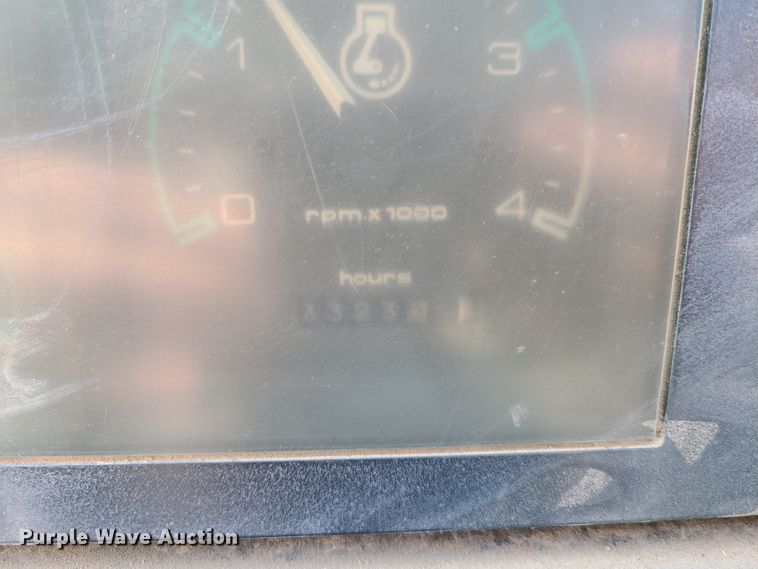 1 3
0 rpm x 1000 4
hours
Purple Wave Auction